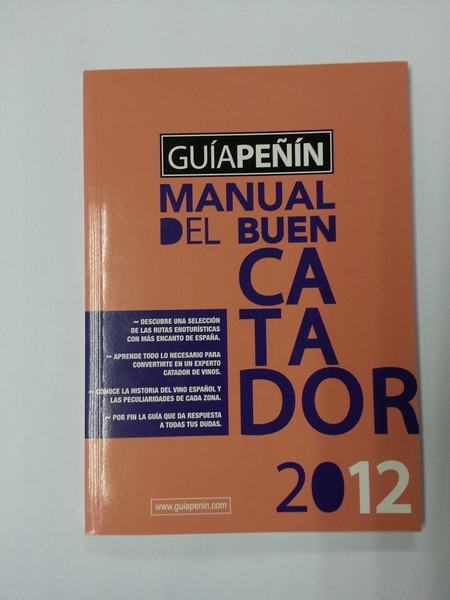 GUÍAPEÑÍN
MANUAL
DEL BUEN
CA
TA
DOR
~ DESCUBRE UNA SELECCIÓN
DE LAS RUTAS ENOTURÍSTICAS
CON MÁS ENCANTO DE ESPAÑA.
~ APRENDE TODO LO NECESARIO PARA
CONVERTIRTE EN UN EXPERTO
CATADOR DE VINOS.
~ CONOCE LA HISTORIA DEL VINO ESPAÑOL Y
LAS PECULIARIDADES DE CADA ZONA.
~ POR FIN LA GUÍA QUE DA RESPUESTA
A TODAS TUS DUDAS.
2012
www.guiapenin.com